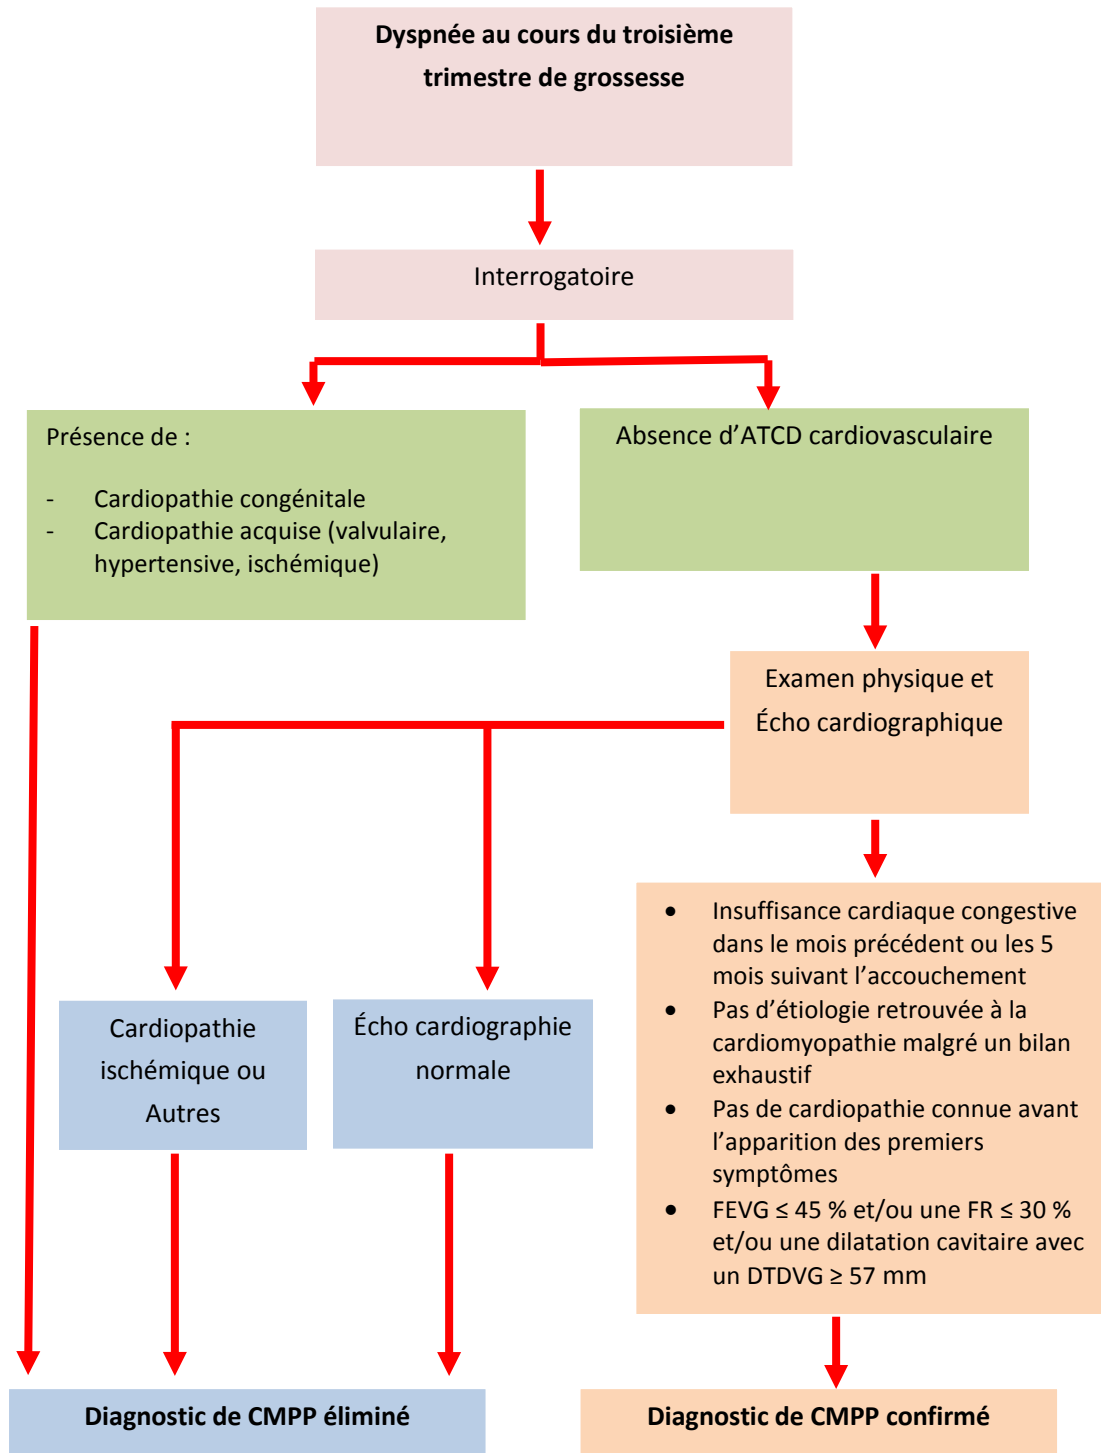 Dyspnée au cours du troisième
trimestre de grossesse
Interrogatoire
Présence de :
- Cardiopathie congénitale
- Cardiopathie acquise (valvulaire,
hypertensive, ischémique)
Absence d’ATCD cardiovasculaire
Examen physique et
Écho cardiographique
Cardiopathie
ischémique ou
Autres
Écho cardiographie
normale
• Insuffisance cardiaque congestive
dans le mois précédent ou les 5
mois suivant l’accouchement
• Pas d’étiologie retrouvée à la
cardiomyopathie malgré un bilan
exhaustif
• Pas de cardiopathie connue avant
l’apparition des premiers
symptômes
• FEVG ≤ 45 % et/ou une FR ≤ 30 %
et/ou une dilatation cavitaire avec
un DTDVG ≥ 57 mm
Diagnostic de CMPP éliminé
Diagnostic de CMPP confirmé